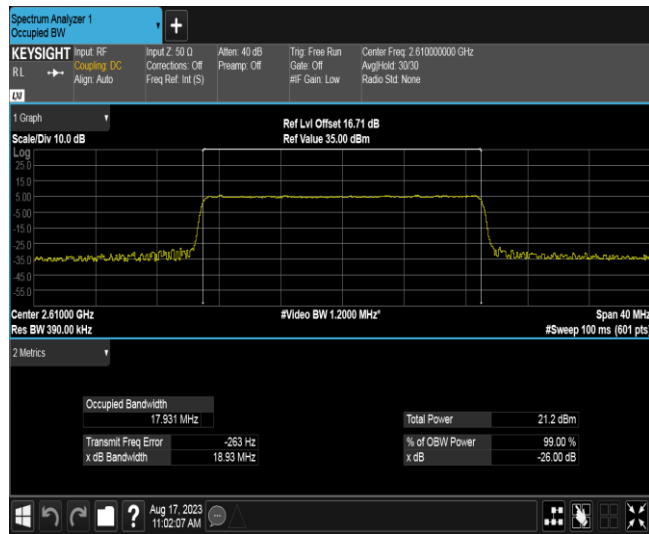 Spectrum Analyzer 1
Occupied BW
KEYSIGHT
RL
LXI
Input: RF
Coupling: DC
Align: Auto
Input Z: 50 Ω
Corrections: Off
Freq Ref: Int (S)
Atten: 40 dB
Preamp: Off
Trig: Free Run
Gate: Off
#IF Gain: Low
Center Freq: 2.610000000 GHz
Avg|Hold: 30/30
Radio Std: None
1 Graph
Scale/Div 10.0 dB
Ref Lvl Offset 16.71 dB
Ref Value 35.00 dBm
Log
25.0
15.0
5.00
-5.00
-15.0
-25.0
-35.0
-45.0
-55.0
Center 2.61000 GHz
Res BW 390.00 kHz
#Video BW 1.2000 MHz*
Span 40 MHz
#Sweep 100 ms (601 pts)
2 Metrics
Occupied Bandwidth
17.931 MHz
Transmit Freq Error -263 Hz
x dB Bandwidth 18.93 MHz
Total Power 21.2 dBm
% of OBW Power 99.00 %
x dB -26.00 dB
?
Aug 17, 2023
11:02:07 AM